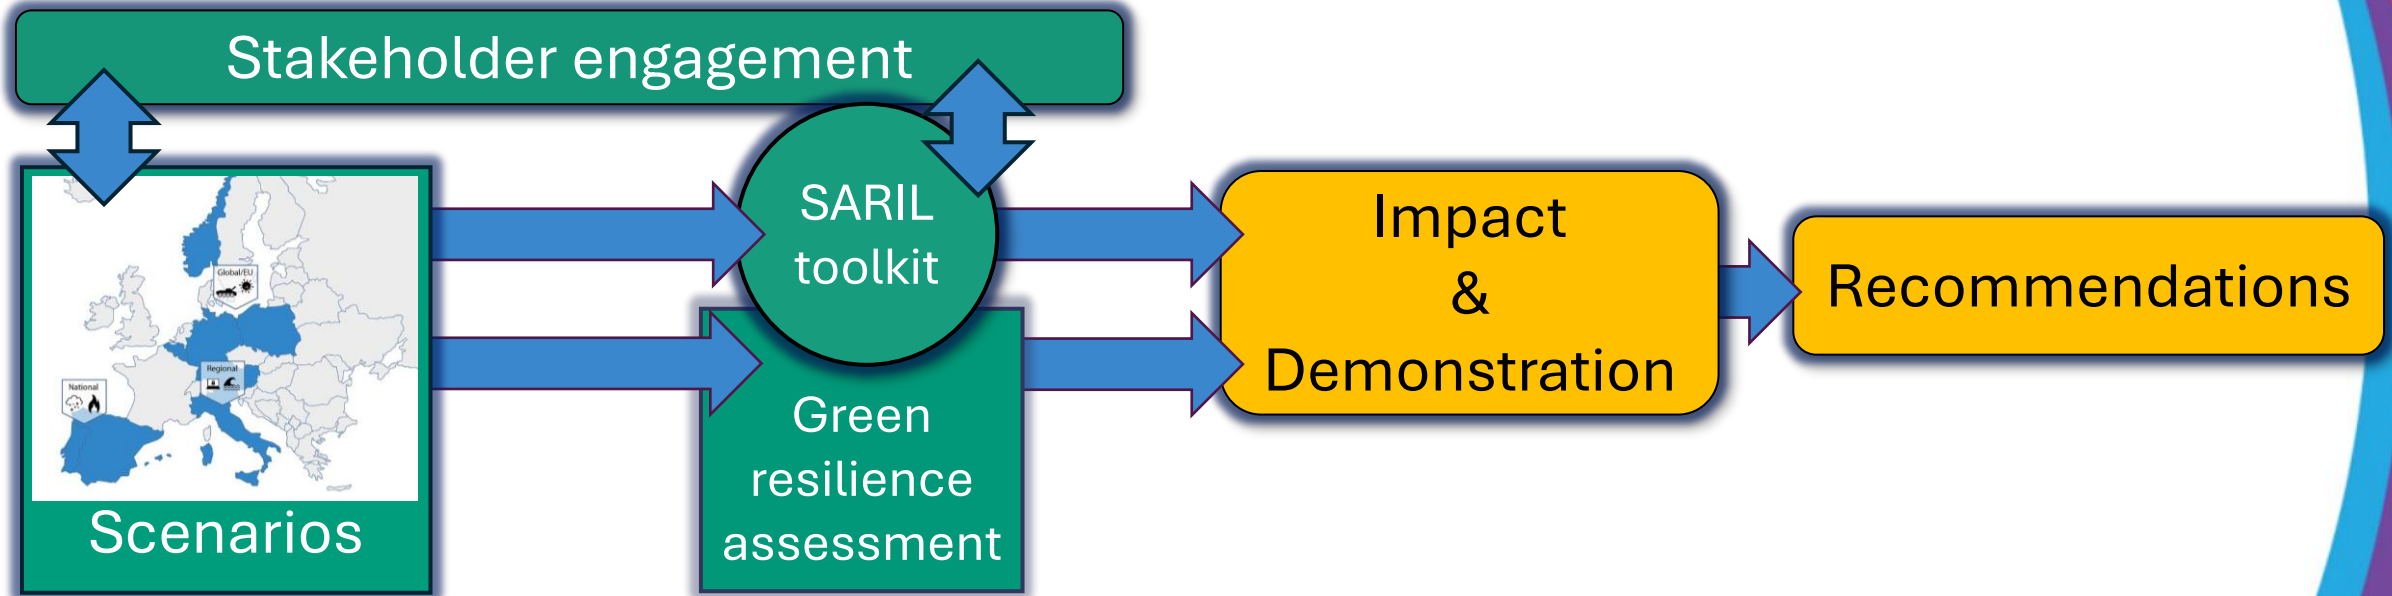 Stakeholder engagement
Global/EU
Regional
National
Scenarios
SARIL
toolkit
Green
resilience
assessment
Impact
&
Demonstration
Recommendations